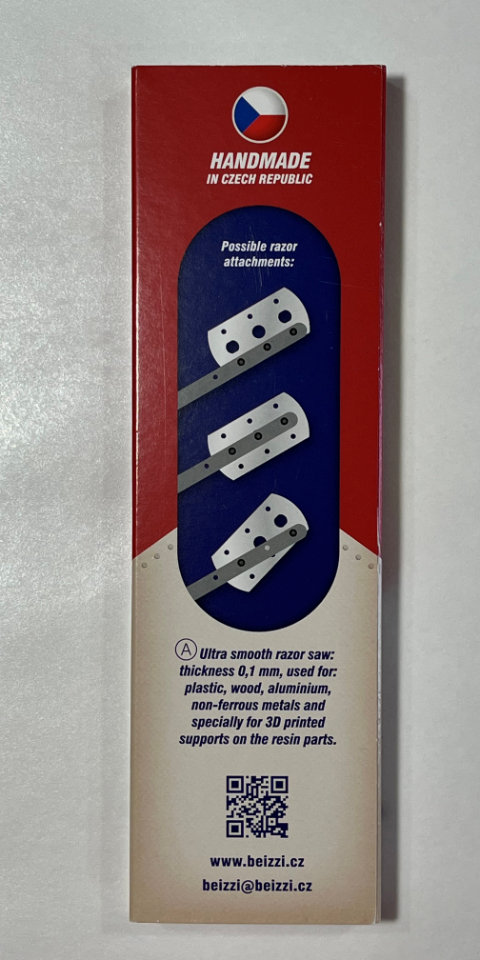 HANDMADE
IN CZECH REPUBLIC
Possible razor
attachments:
A Ultra smooth razor saw:
thickness 0,1 mm, used for:
plastic, wood, aluminium,
non-ferrous metals and
specially for 3D printed
supports on the resin parts.
www.beizzi.cz
beizzi@beizzi.cz